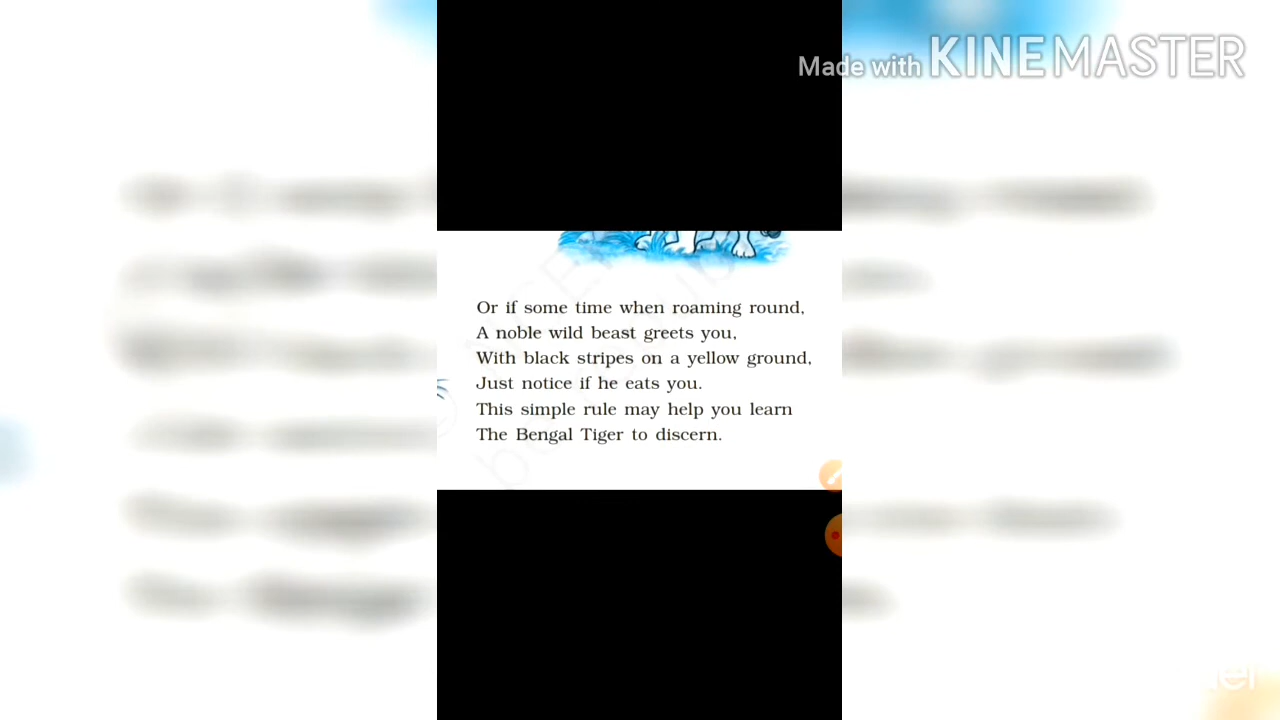 Made with KINEMASTER
Or if some time when roaming round,
A noble wild beast greets you,
With black stripes on a yellow ground,
Just notice if he eats you.
This simple rule may help you learn
The Bengal Tiger to discern.